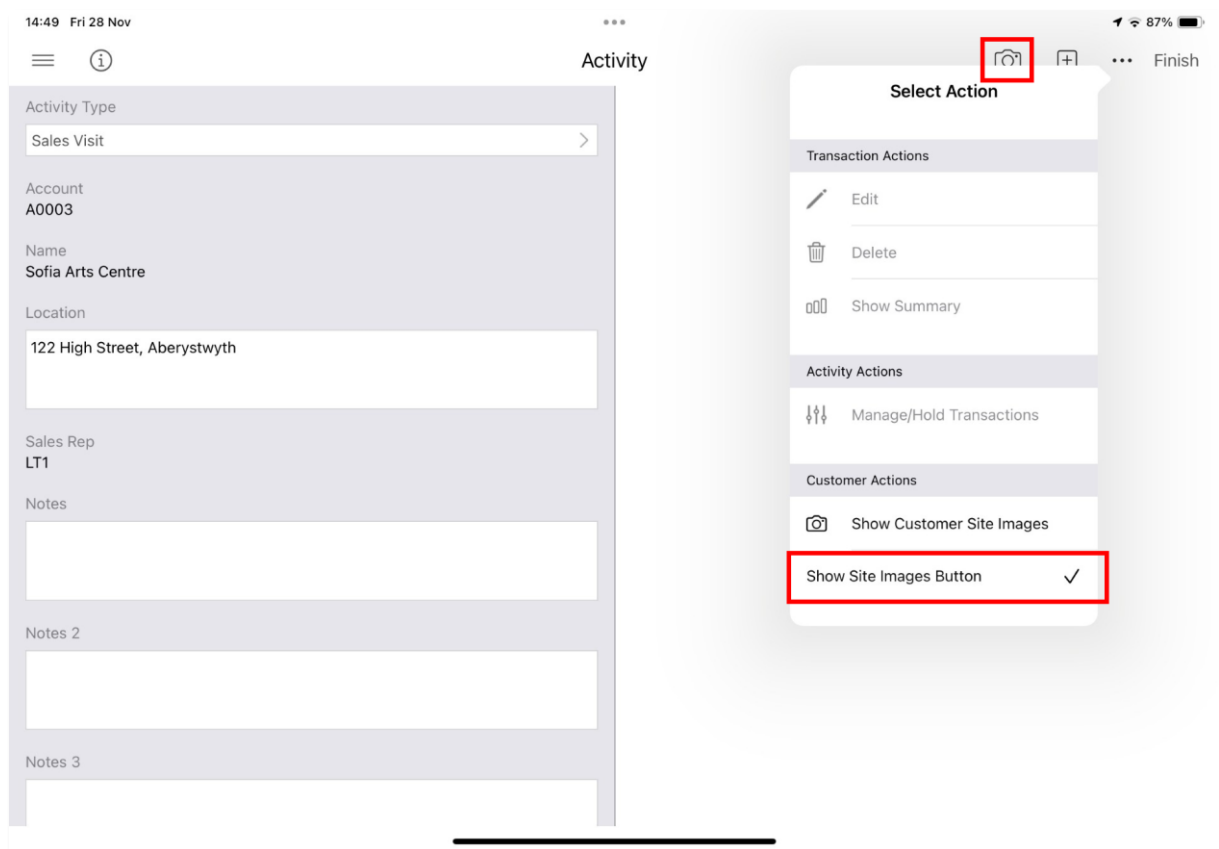 14:49 Fri 28 Nov
87%
Activity
Finish
Activity Type
Sales Visit
Account
A0003
Name
Sofia Arts Centre
Location
122 High Street, Aberystwyth
Sales Rep
LT1
Notes
Notes 2
Notes 3
Select Action
Transaction Actions
Edit
Delete
Show Summary
Activity Actions
Manage/Hold Transactions
Customer Actions
Show Customer Site Images
Show Site Images Button